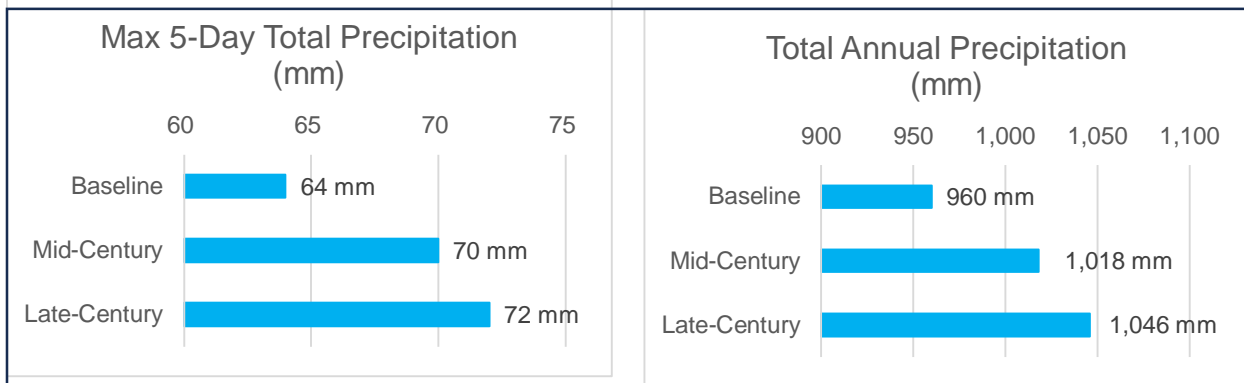 Max 5-Day Total Precipitation
(mm)
60 65 70 75
Baseline 64 mm
Mid-Century 70 mm
Late-Century 72 mm
Total Annual Precipitation
(mm)
900 950 1,000 1,050 1,100
Baseline 960 mm
Mid-Century 1,018 mm
Late-Century 1,046 mm